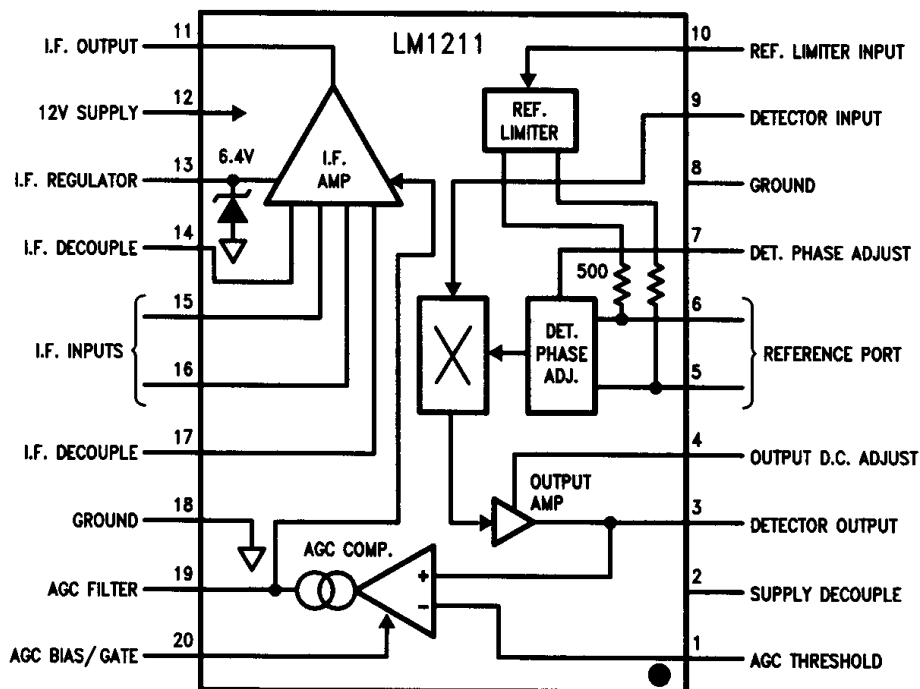 LM1211
11
I.F. OUTPUT
12
12V SUPPLY
13
I.F. REGULATOR
6.4V
14
I.F. DECOUPLE
15
I.F. INPUTS
16
17
I.F. DECOUPLE
18
GROUND
19
AGC FILTER
20
AGC BIAS/GATE
I.F.
AMP
AGC COMP.
+
−
REF.
LIMITER
500
DET.
PHASE
ADJ.
OUTPUT
AMP
10
REF. LIMITER INPUT
9
DETECTOR INPUT
8
GROUND
7
DET. PHASE ADJUST
6
REFERENCE PORT
5
4
OUTPUT D.C. ADJUST
3
DETECTOR OUTPUT
2
SUPPLY DECOUPLE
1
AGC THRESHOLD